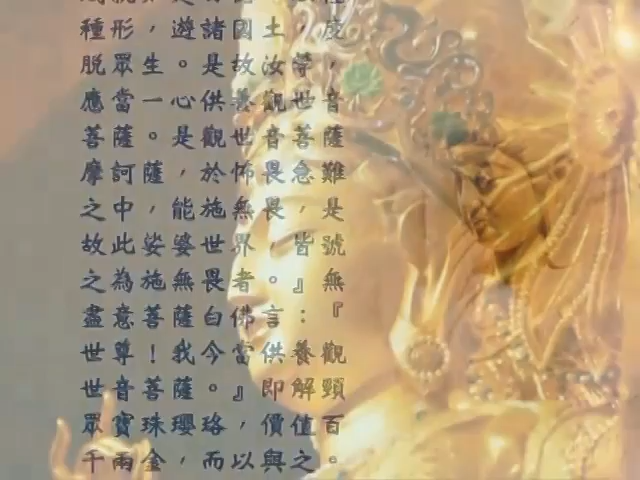 種形，遊諸國土，度
脫眾生。是故汝等，
應當一心供養觀世音
菩薩。是觀世音菩薩
摩訶薩，於怖畏急難
之中，能施無畏，是
故此娑婆世界，皆號
之為施無畏者。』無
盡意菩薩白佛言：『
世尊！我今當供養觀
世音菩薩。』即解頸
眾寶珠瓔珞，價值百
千兩金，而以與之。